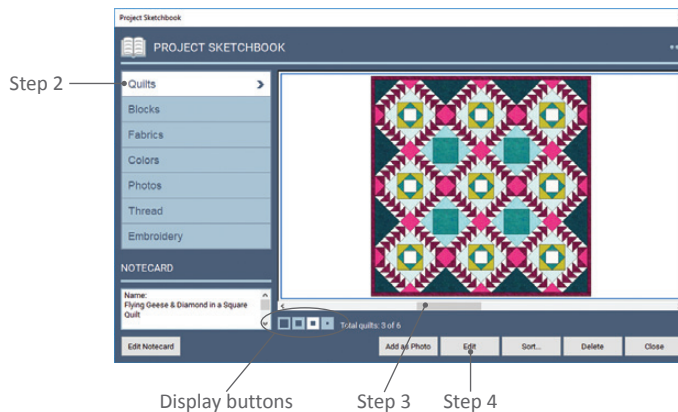 Project Sketchbook
PROJECT SKETCHBOOK
Step 2
Quilts
Blocks
Fabrics
Colors
Photos
Thread
Embroidery
NOTECARD
Name:
Flying Geese & Diamond in a Square
Quilt
Total quilts: 3 of 6
Edit Notecard
Add as Photo
Edit
Sort...
Delete
Close
Display buttons
Step 3
Step 4